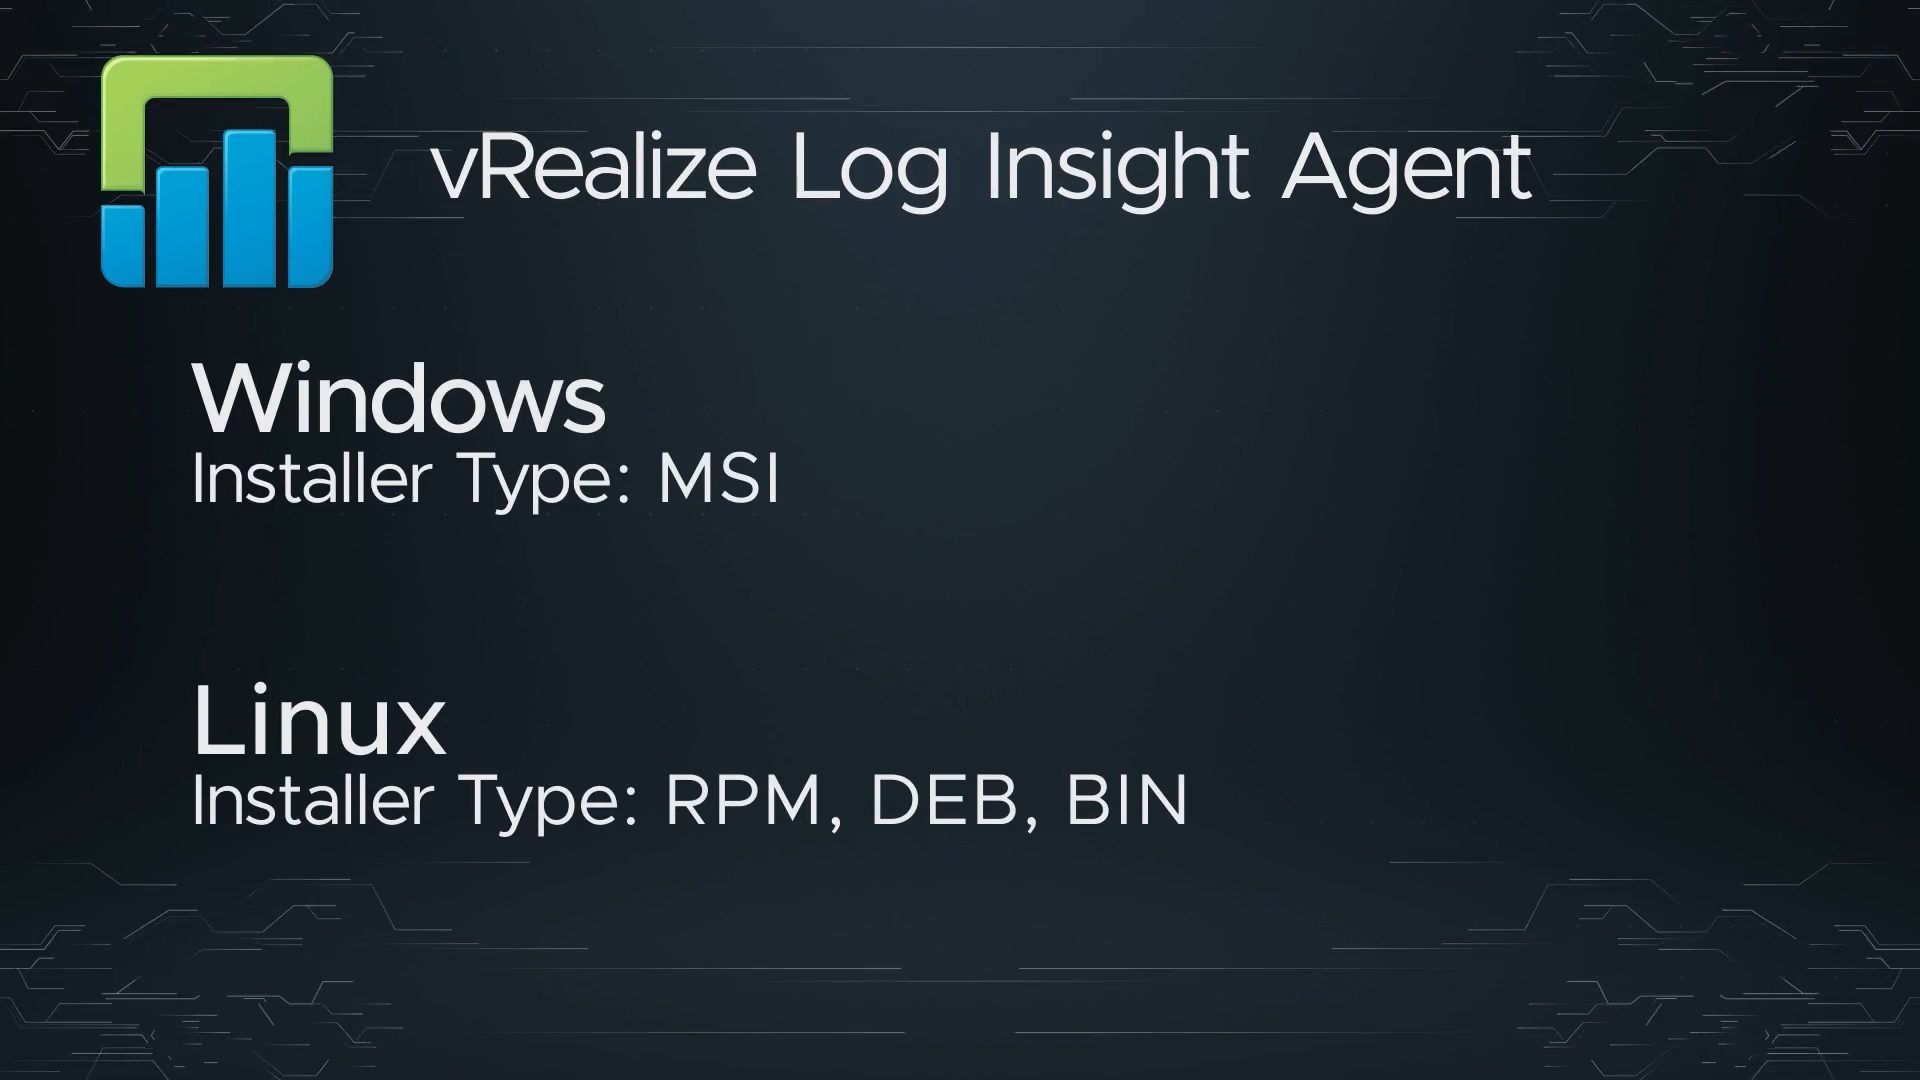 vRealize Log Insight Agent
Windows
Installer Type: MSI
Linux
Installer Type: RPM, DEB, BIN